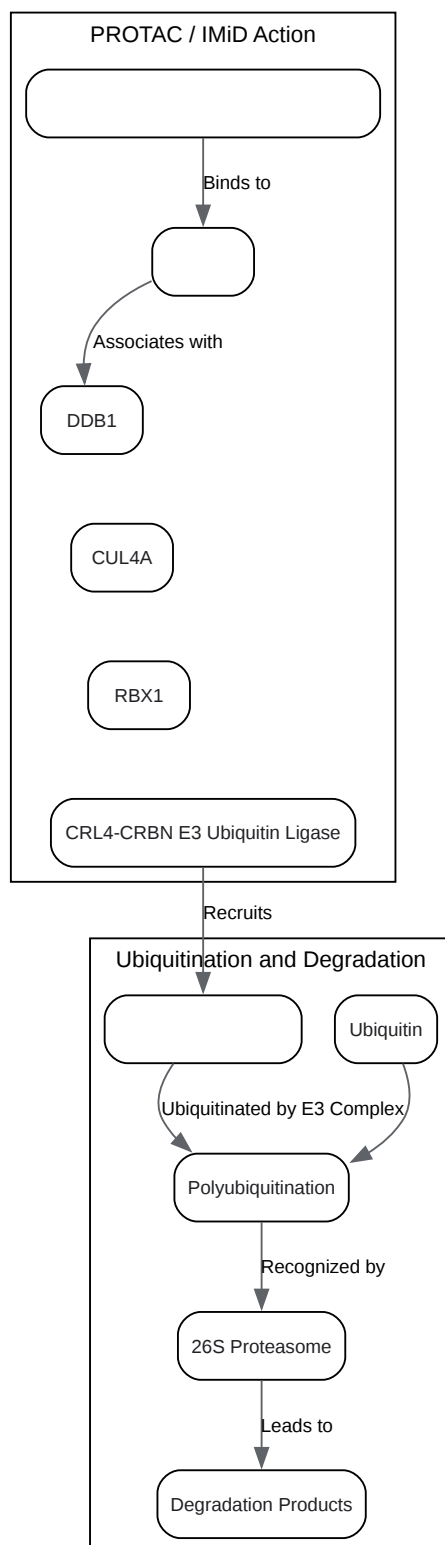 PROTAC / IMiD Action
Binds to
Associates with
DDB1
CUL4A
RBX1
CRL4-CRBN E3 Ubiquitin Ligase
Recruits
Ubiquitination and Degradation
Ubiquitin
Ubiquitinated by E3 Complex
Polyubiquitination
Recognized by
26S Proteasome
Leads to
Degradation Products